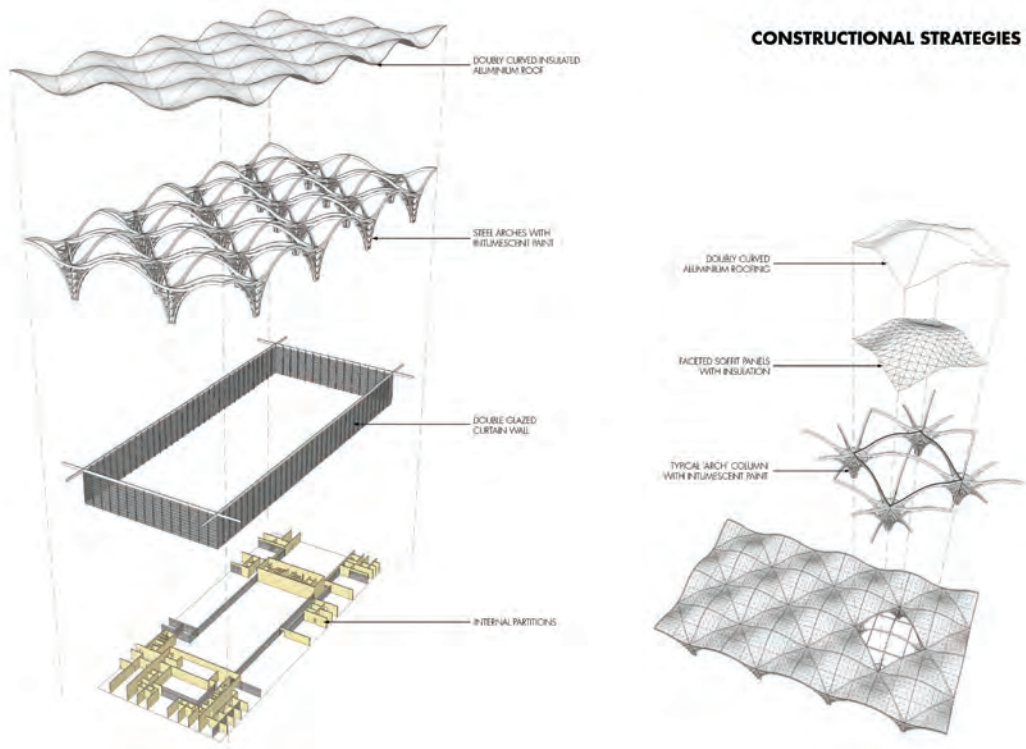 CONSTRUCTIONAL STRATEGIES
DOUBLY CURVED INSULATED
ALUMINIUM ROOF
STEEL ARCHES WITH
INTUMESCENT PAINT
DOUBLE GLAZED
CURTAIN WALL
INTERNAL PARTITIONS
DOUBLY CURVED
ALUMINIUM ROOFING
FACETED SOFFIT PANELS
WITH INSULATION
TYPICAL 'ARCH' COLUMN
WITH INTUMESCENT PAINT